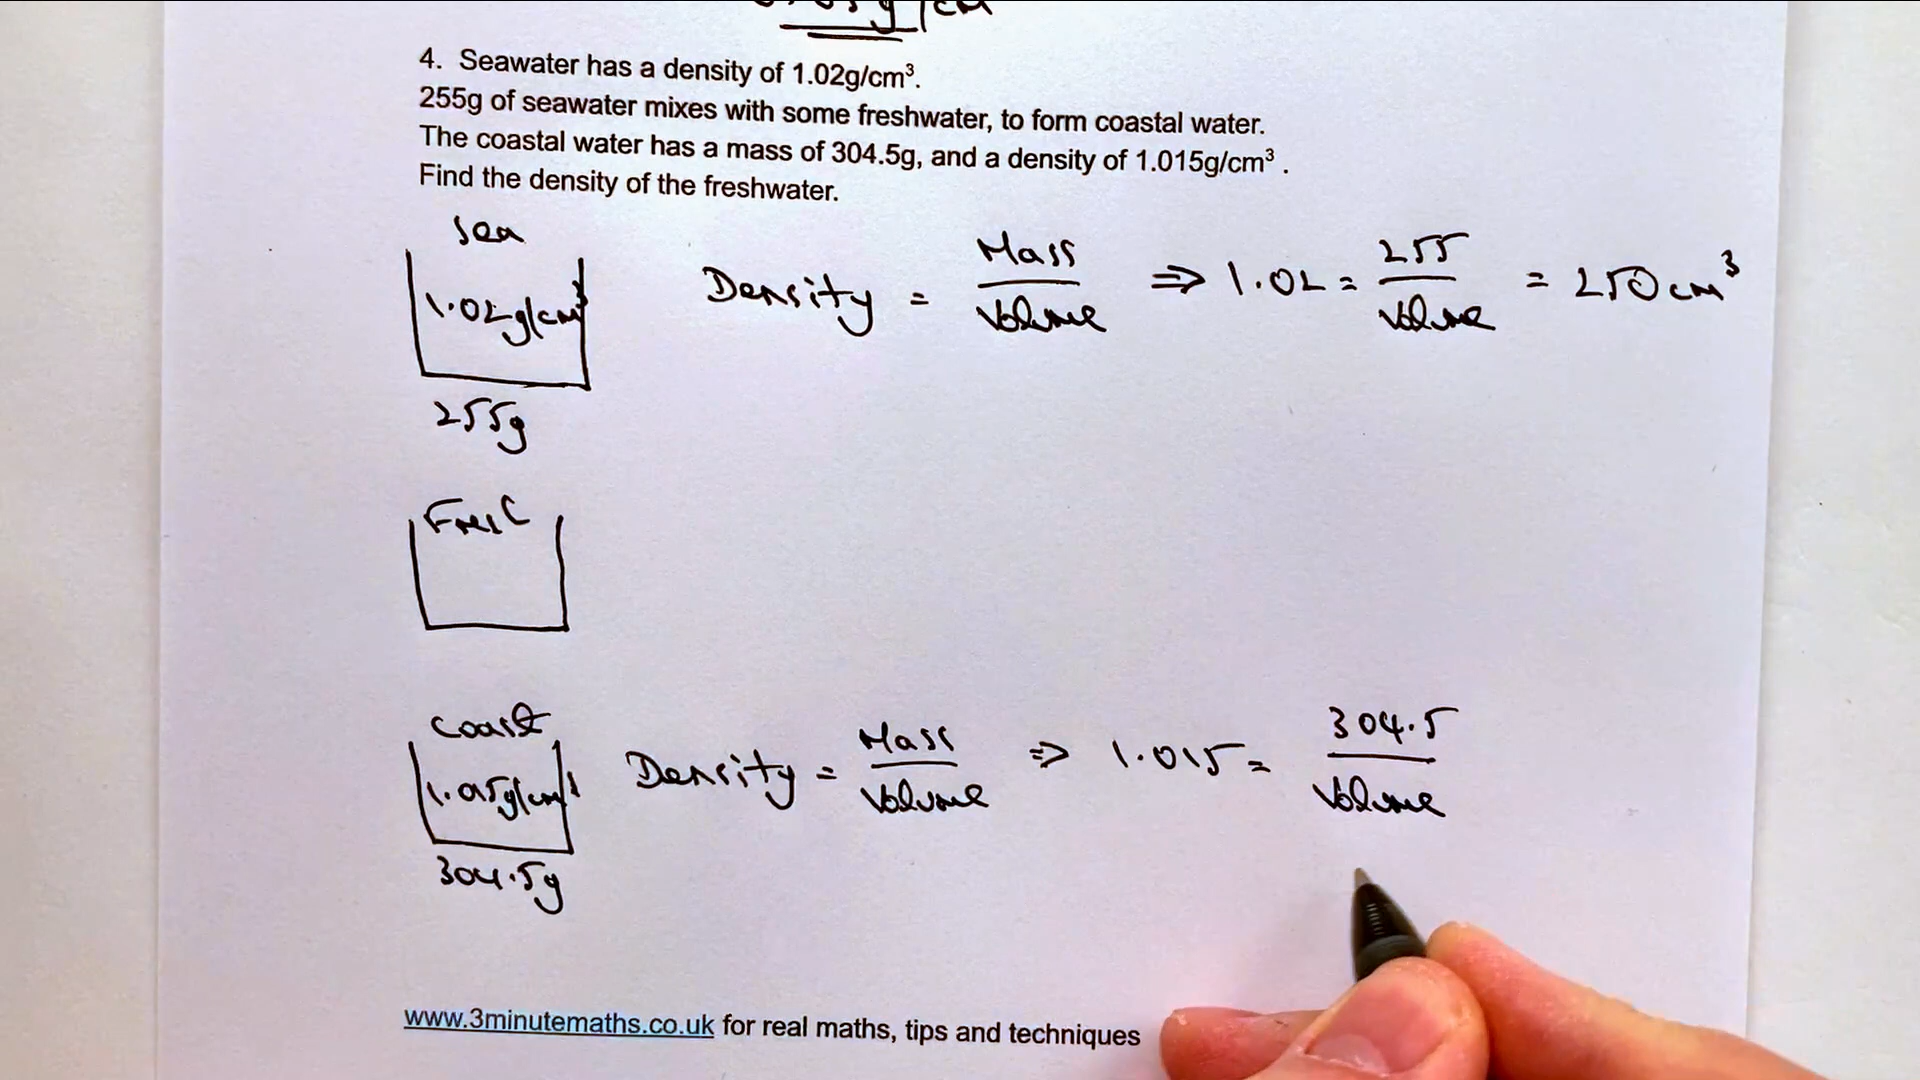 4. Seawater has a density of 1.02g/cm³.
255g of seawater mixes with some freshwater, to form coastal water.
The coastal water has a mass of 304.5g, and a density of 1.015g/cm³ .
Find the density of the freshwater.
Sea
1.02g/cm³
255g
Density = Mass / Volume ⇒ 1.02 = 255 / Volume = 250cm³
Fresh
Coast
1.015g/cm³
304.5g
Density = Mass / Volume ⇒ 1.015 = 304.5 / Volume
www.3minutemaths.co.uk for real maths, tips and techniques